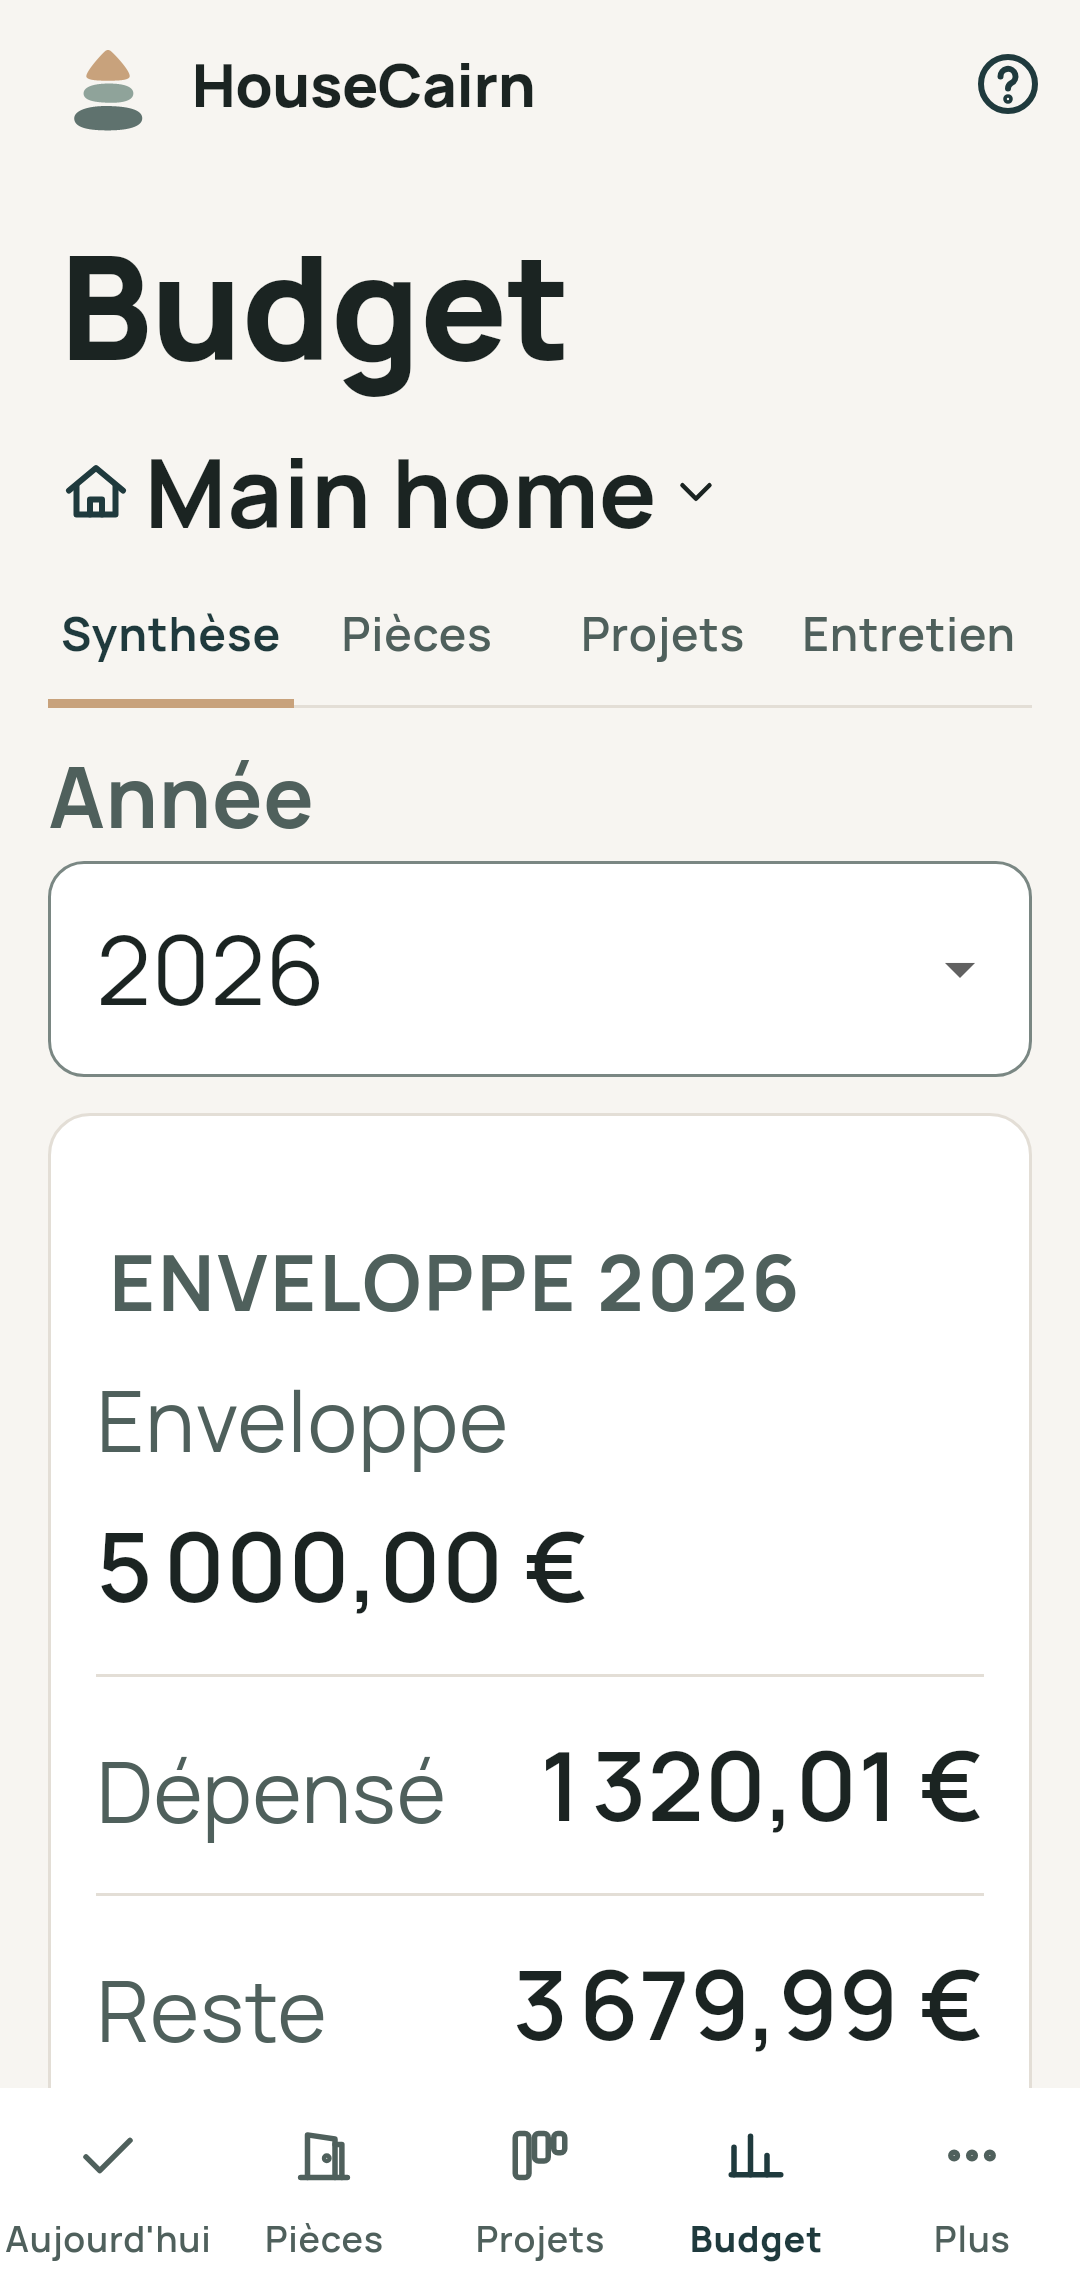 HouseCairn
Budget
Main home
Synthèse Pièces Projets Entretien
Année
2026
ENVELOPPE 2026
Enveloppe
5 000,00 €
Dépensé 1 320,01 €
Reste 3 679,99 €
Aujourd'hui Pièces Projets Budget Plus